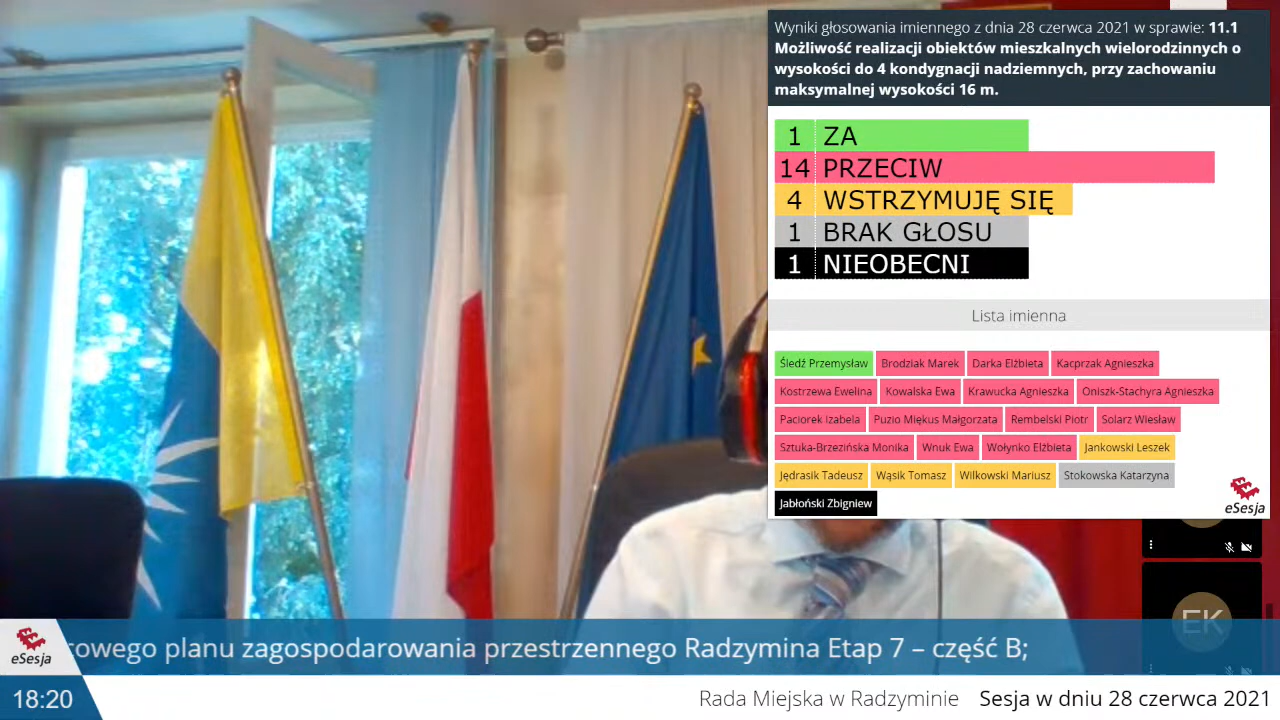 Wyniki głosowania imiennego z dnia 28 czerwca 2021 w sprawie: 11.1
Możliwość realizacji obiektów mieszkalnych wielorodzinnych o
wysokości do 4 kondygnacji nadziemnych, przy zachowaniu
maksymalnej wysokości 16 m.
1 ZA
14 PRZECIW
4 WSTRZYMUJĘ SIĘ
1 BRAK GŁOSU
1 NIEOBECNI
Lista imienna
Śledź Przemysław Brodziak Marek Darka Elżbieta Kacprzak Agnieszka
Kostrzewa Ewelina Kowalska Ewa Krawucka Agnieszka Oniszk-Stachyra Agnieszka
Paciorek Izabela Puzio Miękus Małgorzata Rembelski Piotr Solarz Wiesław
Sztuka-Brzezińska Monika Wnuk Ewa Wołynko Elżbieta Jankowski Leszek
Jędrasik Tadeusz Wąsik Tomasz Wilkowski Mariusz Stokowska Katarzyna
Jabłoński Zbigniew
eSesja
EK
eSesja
cowego planu zagospodarowania przestrzennego Radzymina Etap 7 – część B;
18:20
Rada Miejska w Radzyminie Sesja w dniu 28 czerwca 2021